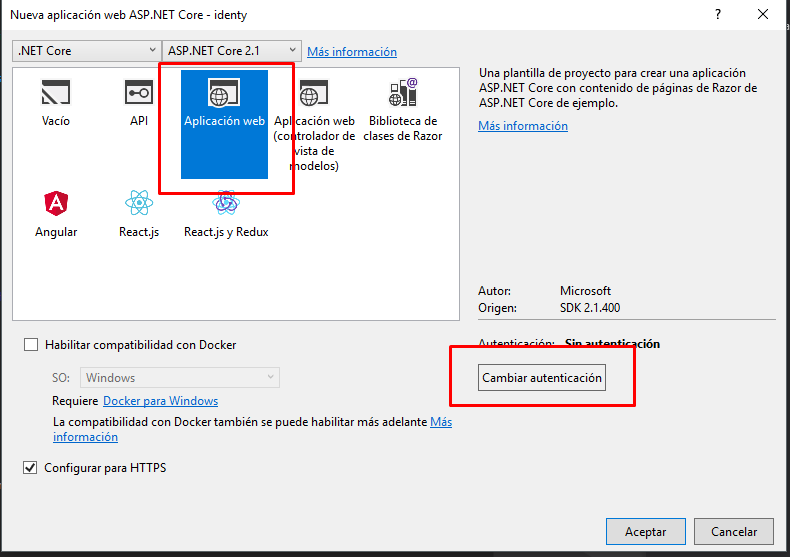 Nueva aplicación web ASP.NET Core - identy
?
.NET Core
ASP.NET Core 2.1
Más información
Vacío
API
Aplicación web
Aplicación web
(controlador de
vista de
modelos)
Biblioteca de
clases de Razor
Angular
React.js
React.js y Redux
Una plantilla de proyecto para crear una aplicación
ASP.NET Core con contenido de páginas de Razor de
ASP.NET Core de ejemplo.
Más información
Autor: Microsoft
Origen: SDK 2.1.400
Autenticación: Sin autenticación
Cambiar autenticación
Habilitar compatibilidad con Docker
SO: Windows
Requiere Docker para Windows
La compatibilidad con Docker también se puede habilitar más adelante Más
información
Configurar para HTTPS
Aceptar
Cancelar